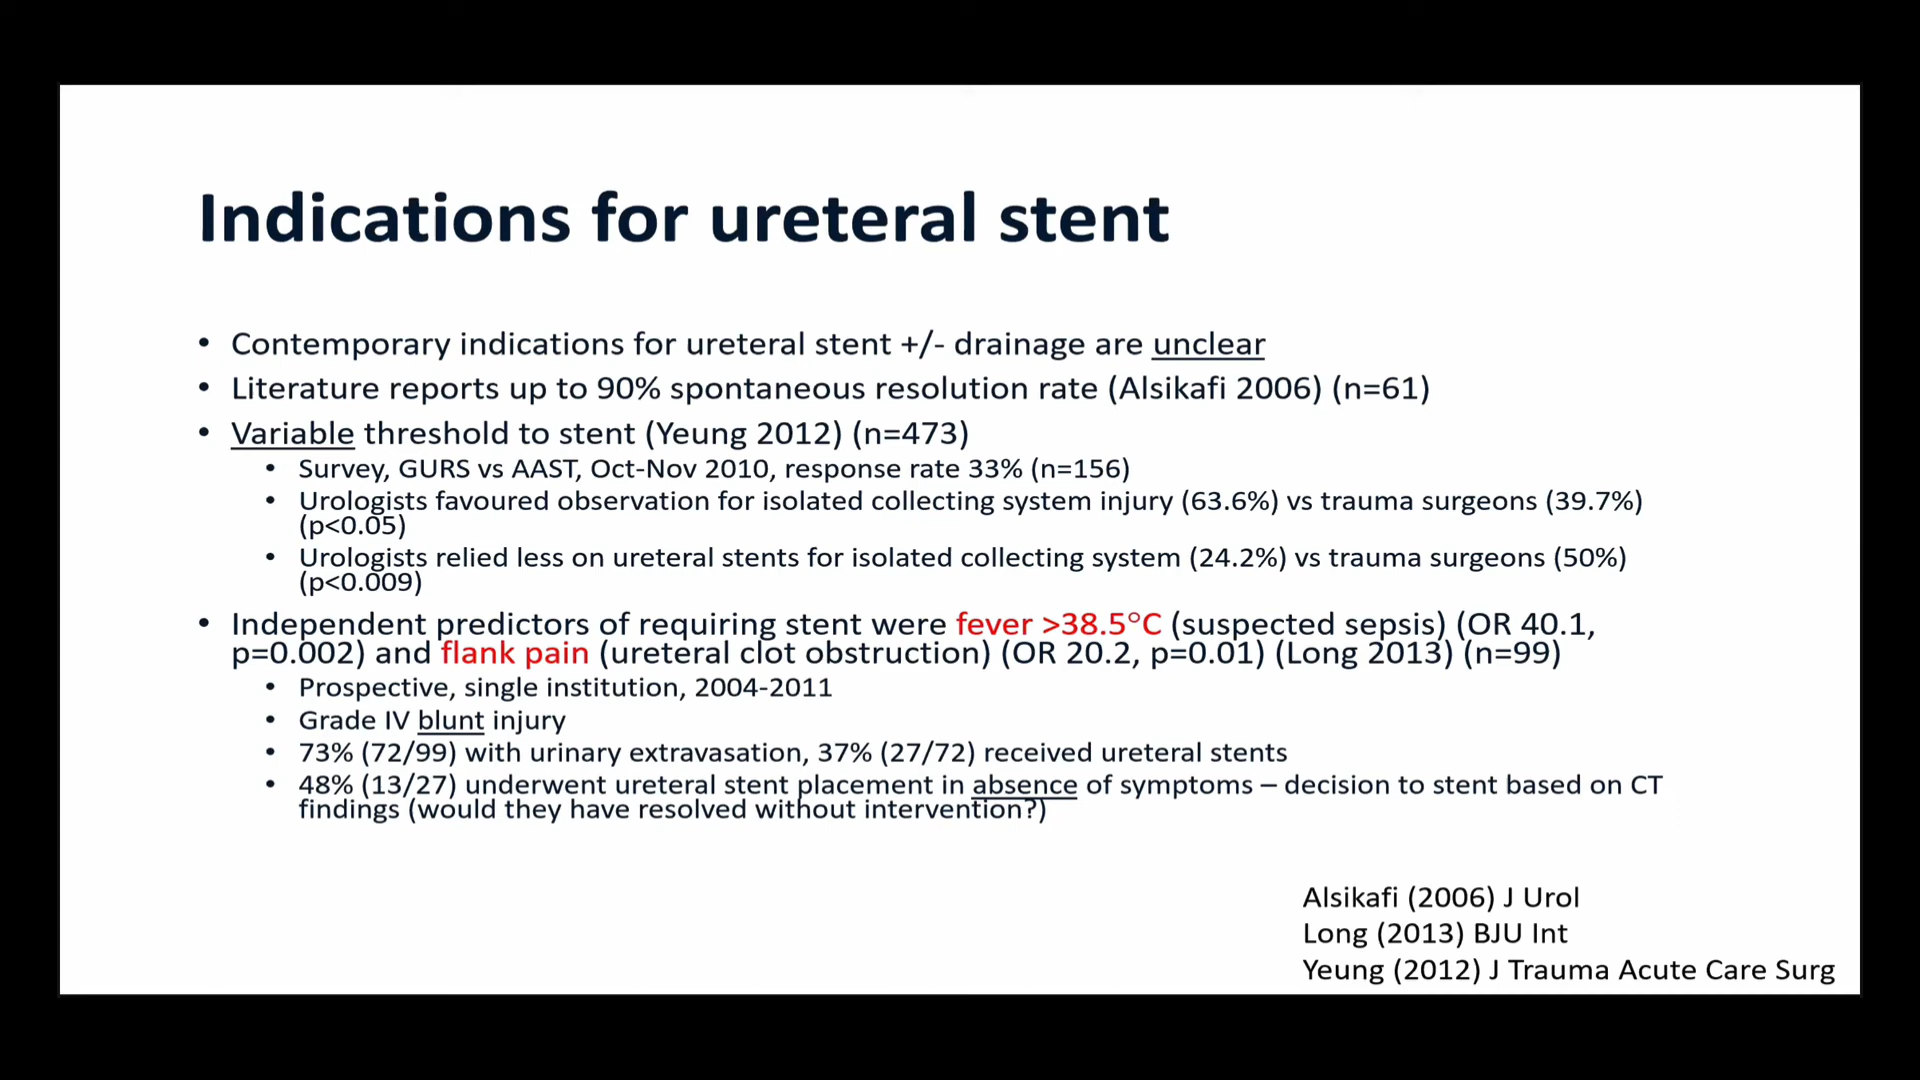 Indications for ureteral stent
• Contemporary indications for ureteral stent +/- drainage are unclear
• Literature reports up to 90% spontaneous resolution rate (Alsikafi 2006) (n=61)
• Variable threshold to stent (Yeung 2012) (n=473)
• Survey, GURS vs AAST, Oct-Nov 2010, response rate 33% (n=156)
• Urologists favoured observation for isolated collecting system injury (63.6%) vs trauma surgeons (39.7%)
(p<0.05)
• Urologists relied less on ureteral stents for isolated collecting system (24.2%) vs trauma surgeons (50%)
(p<0.009)
• Independent predictors of requiring stent were fever >38.5°C (suspected sepsis) (OR 40.1,
p=0.002) and flank pain (ureteral clot obstruction) (OR 20.2, p=0.01) (Long 2013) (n=99)
• Prospective, single institution, 2004-2011
• Grade IV blunt injury
• 73% (72/99) with urinary extravasation, 37% (27/72) received ureteral stents
• 48% (13/27) underwent ureteral stent placement in absence of symptoms – decision to stent based on CT
findings (would they have resolved without intervention?)
Alsikafi (2006) J Urol
Long (2013) BJU Int
Yeung (2012) J Trauma Acute Care Surg